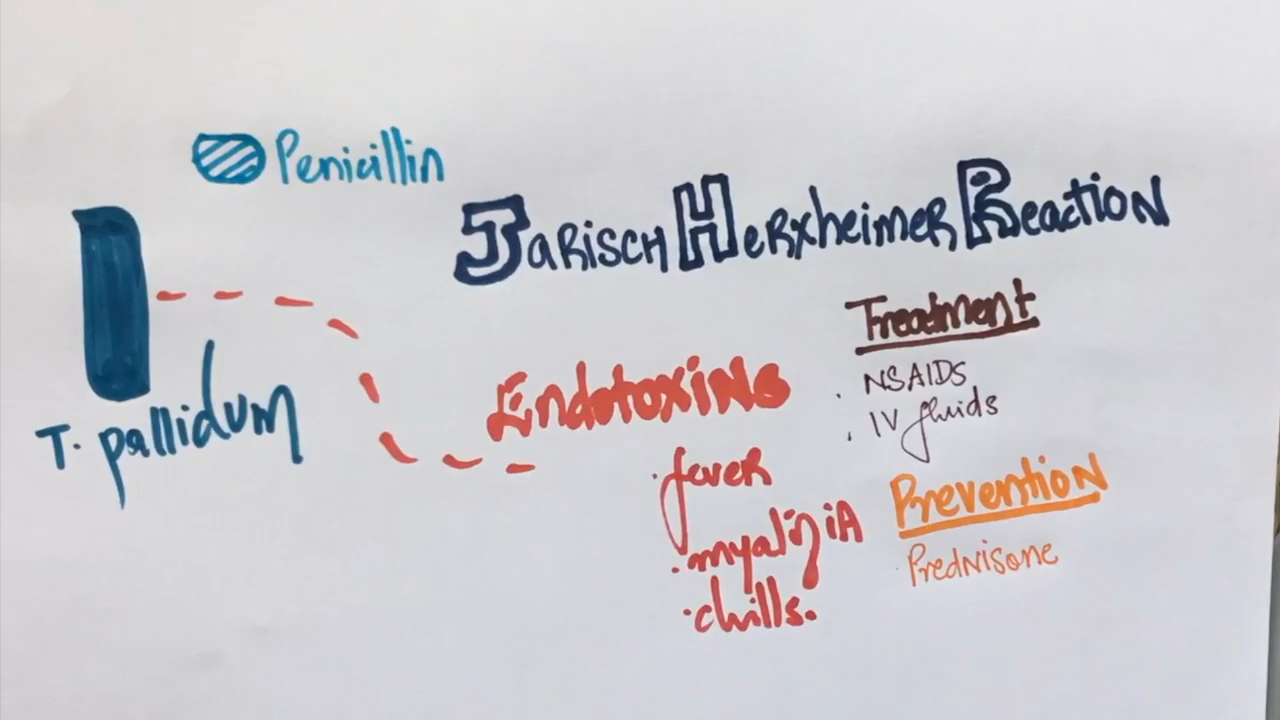 Penicillin
Jarisch Herxheimer Reaction
T. pallidum
Endotoxins
· fever
· myalgia
· chills.
Treatment
· NSAIDS
· IV fluids
Prevention
· Prednisone